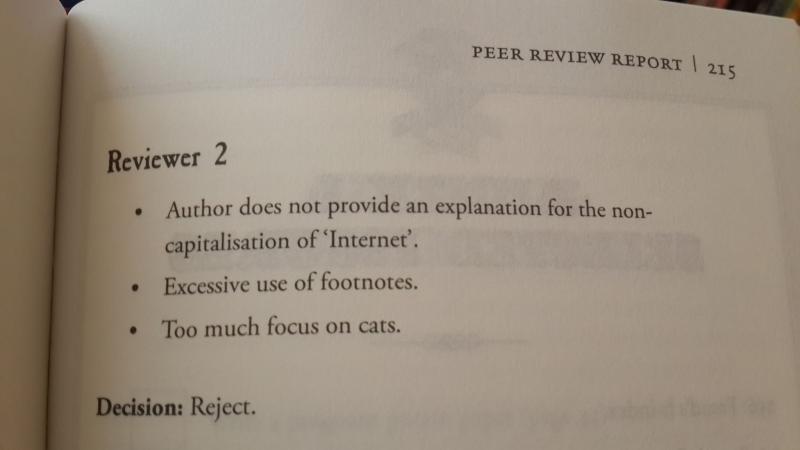 PEER REVIEW REPORT | 215
Reviewer 2
• Author does not provide an explanation for the non-
capitalisation of ‘Internet’.
• Excessive use of footnotes.
• Too much focus on cats.
Decision: Reject.